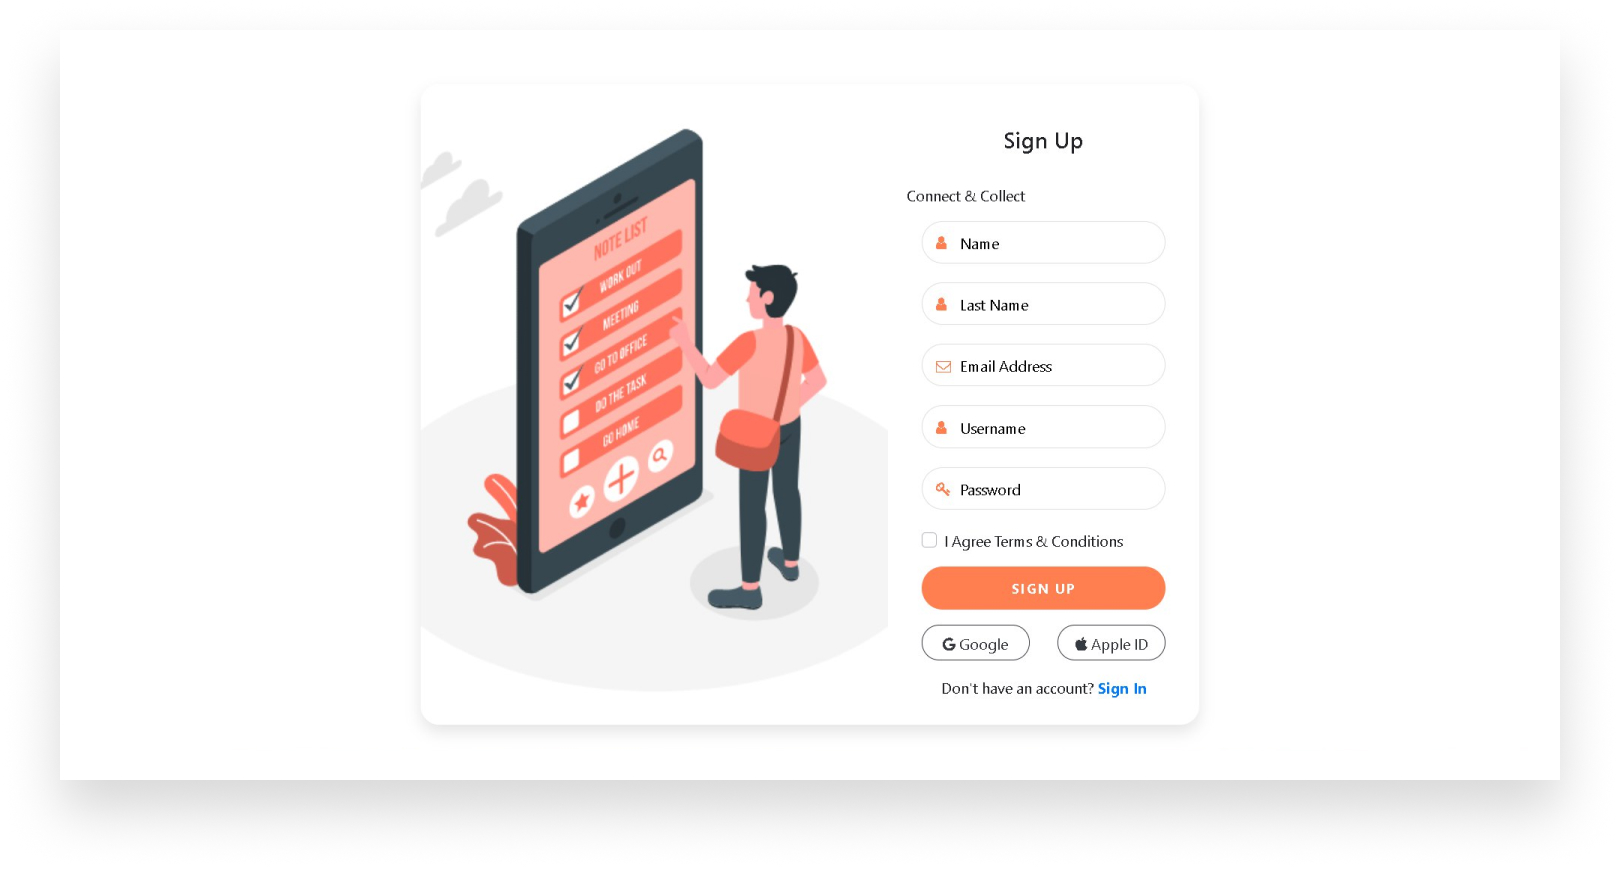 NOTE LIST
WORK OUT
MEETING
GO TO OFFICE
DO THE TASK
GO HOME
Sign Up
Connect & Collect
Name
Last Name
Email Address
Username
Password
I Agree Terms & Conditions
SIGN UP
Google
Apple ID
Don't have an account? Sign In